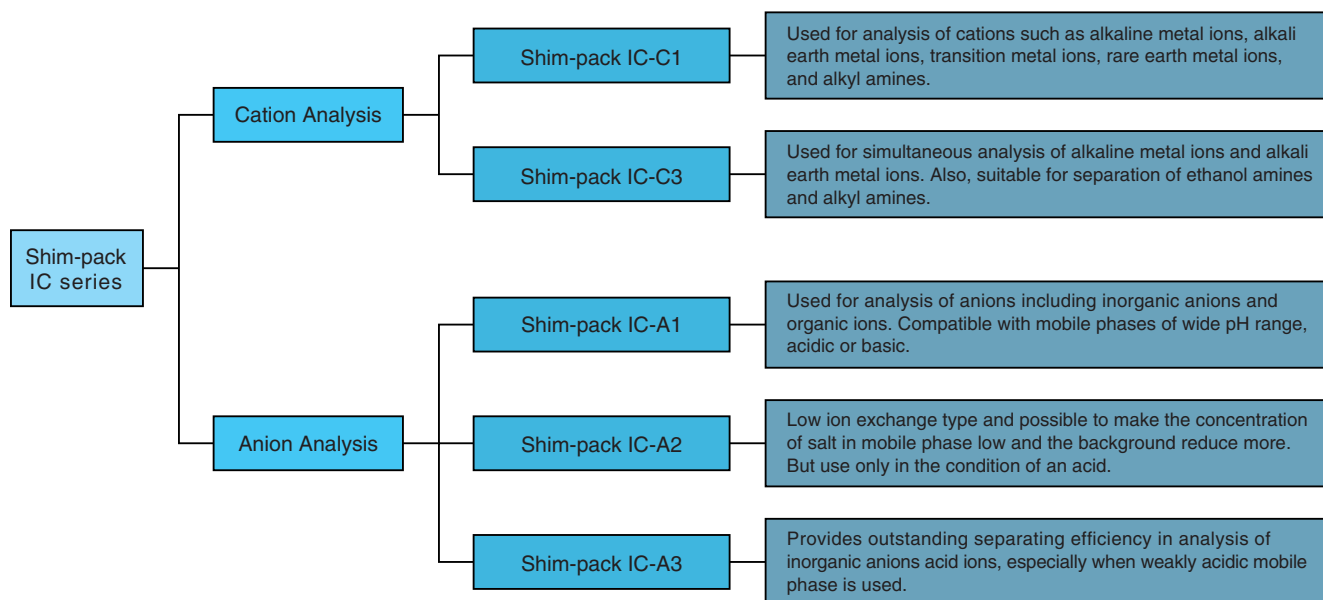 Shim-pack
IC series
Cation Analysis
Shim-pack IC-C1
Used for analysis of cations such as alkaline metal ions, alkali
earth metal ions, transition metal ions, rare earth metal ions,
and alkyl amines.
Shim-pack IC-C3
Used for simultaneous analysis of alkaline metal ions and alkali
earth metal ions. Also, suitable for separation of ethanol amines
and alkyl amines.
Anion Analysis
Shim-pack IC-A1
Used for analysis of anions including inorganic anions and
organic ions. Compatible with mobile phases of wide pH range,
acidic or basic.
Shim-pack IC-A2
Low ion exchange type and possible to make the concentration
of salt in mobile phase low and the background reduce more.
But use only in the condition of an acid.
Shim-pack IC-A3
Provides outstanding separating efficiency in analysis of
inorganic anions acid ions, especially when weakly acidic mobile
phase is used.